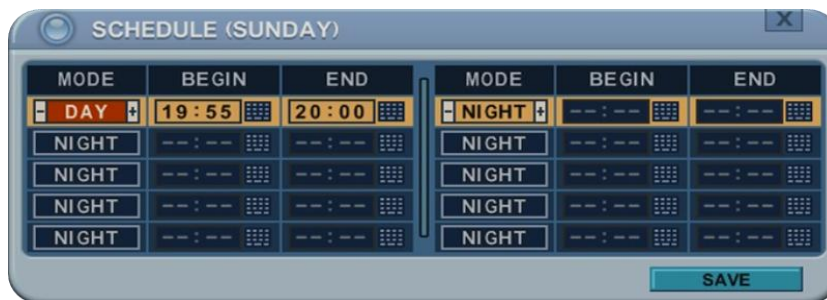 SCHEDULE (SUNDAY)
X
MODE BEGIN END MODE BEGIN END
- DAY + 19:55 20:00 - NIGHT + --:-- --:--
NIGHT --:-- --:-- NIGHT --:-- --:--
NIGHT --:-- --:-- NIGHT --:-- --:--
NIGHT --:-- --:-- NIGHT --:-- --:--
NIGHT --:-- --:-- NIGHT --:-- --:--
SAVE